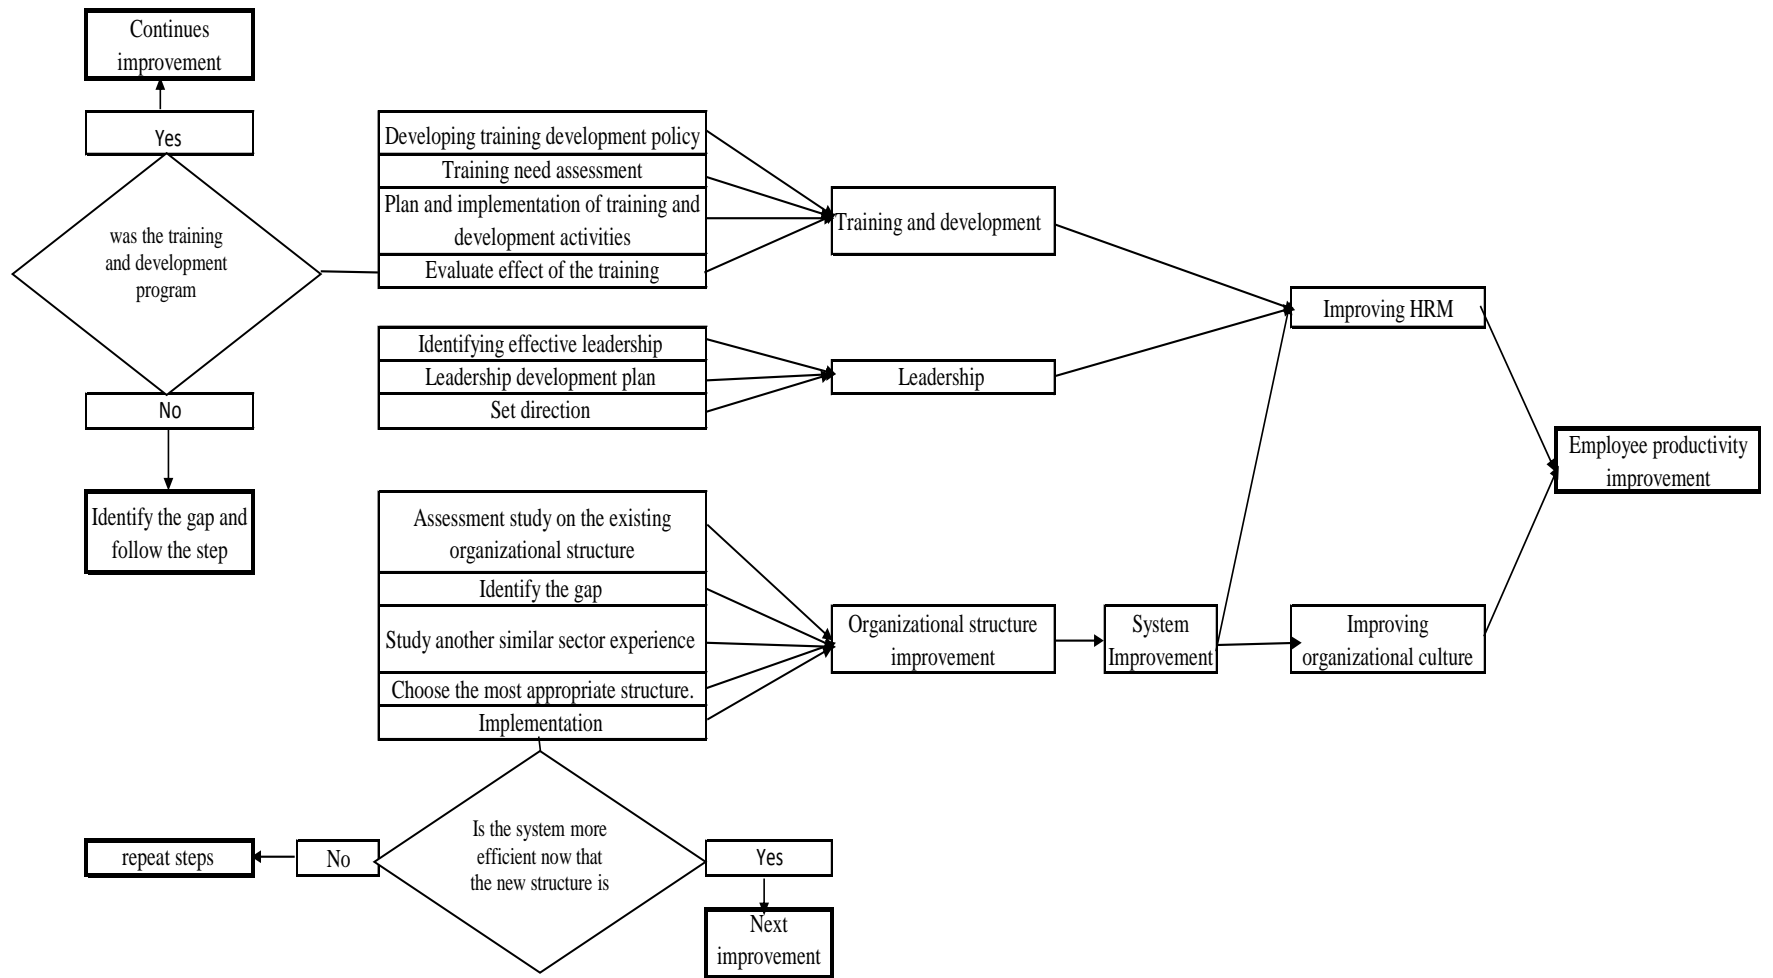 Continues
improvement
Yes
was the training
and development
program
No
Identify the gap and
follow the step
Developing training development policy
Training need assessment
Plan and implementation of training and
development activities
Evaluate effect of the training
Identifying effective leadership
Leadership development plan
Set direction
Assessment study on the existing
organizational structure
Identify the gap
Study another similar sector experience
Choose the most appropriate structure.
Implementation
Is the system more
efficient now that
the new structure is
No
repeat steps
Yes
Next
improvement
Training and development
Leadership
Organizational structure
improvement
System
Improvement
Improving HRM
Improving
organizational culture
Employee productivity
improvement